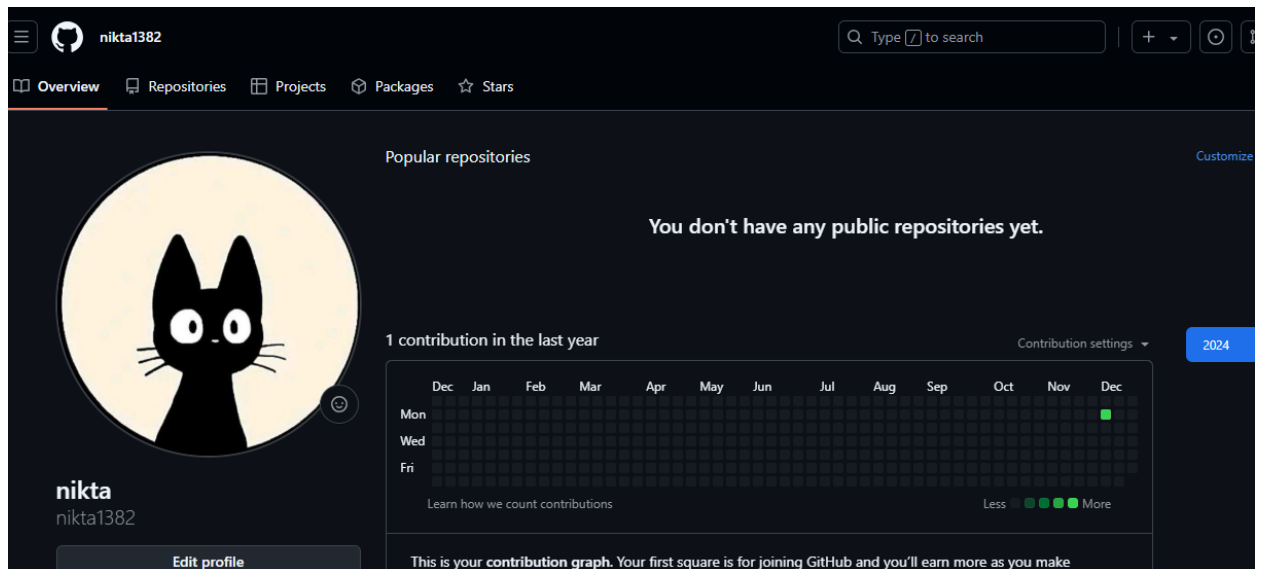 nikta1382
Type / to search
Overview Repositories Projects Packages Stars
Popular repositories
Customize
You don't have any public repositories yet.
1 contribution in the last year
Contribution settings
2024
Dec Jan Feb Mar Apr May Jun Jul Aug Sep Oct Nov Dec
Mon
Wed
Fri
Learn how we count contributions
Less More
nikta
nikta1382
Edit profile
This is your contribution graph. Your first square is for joining GitHub and you'll earn more as you make